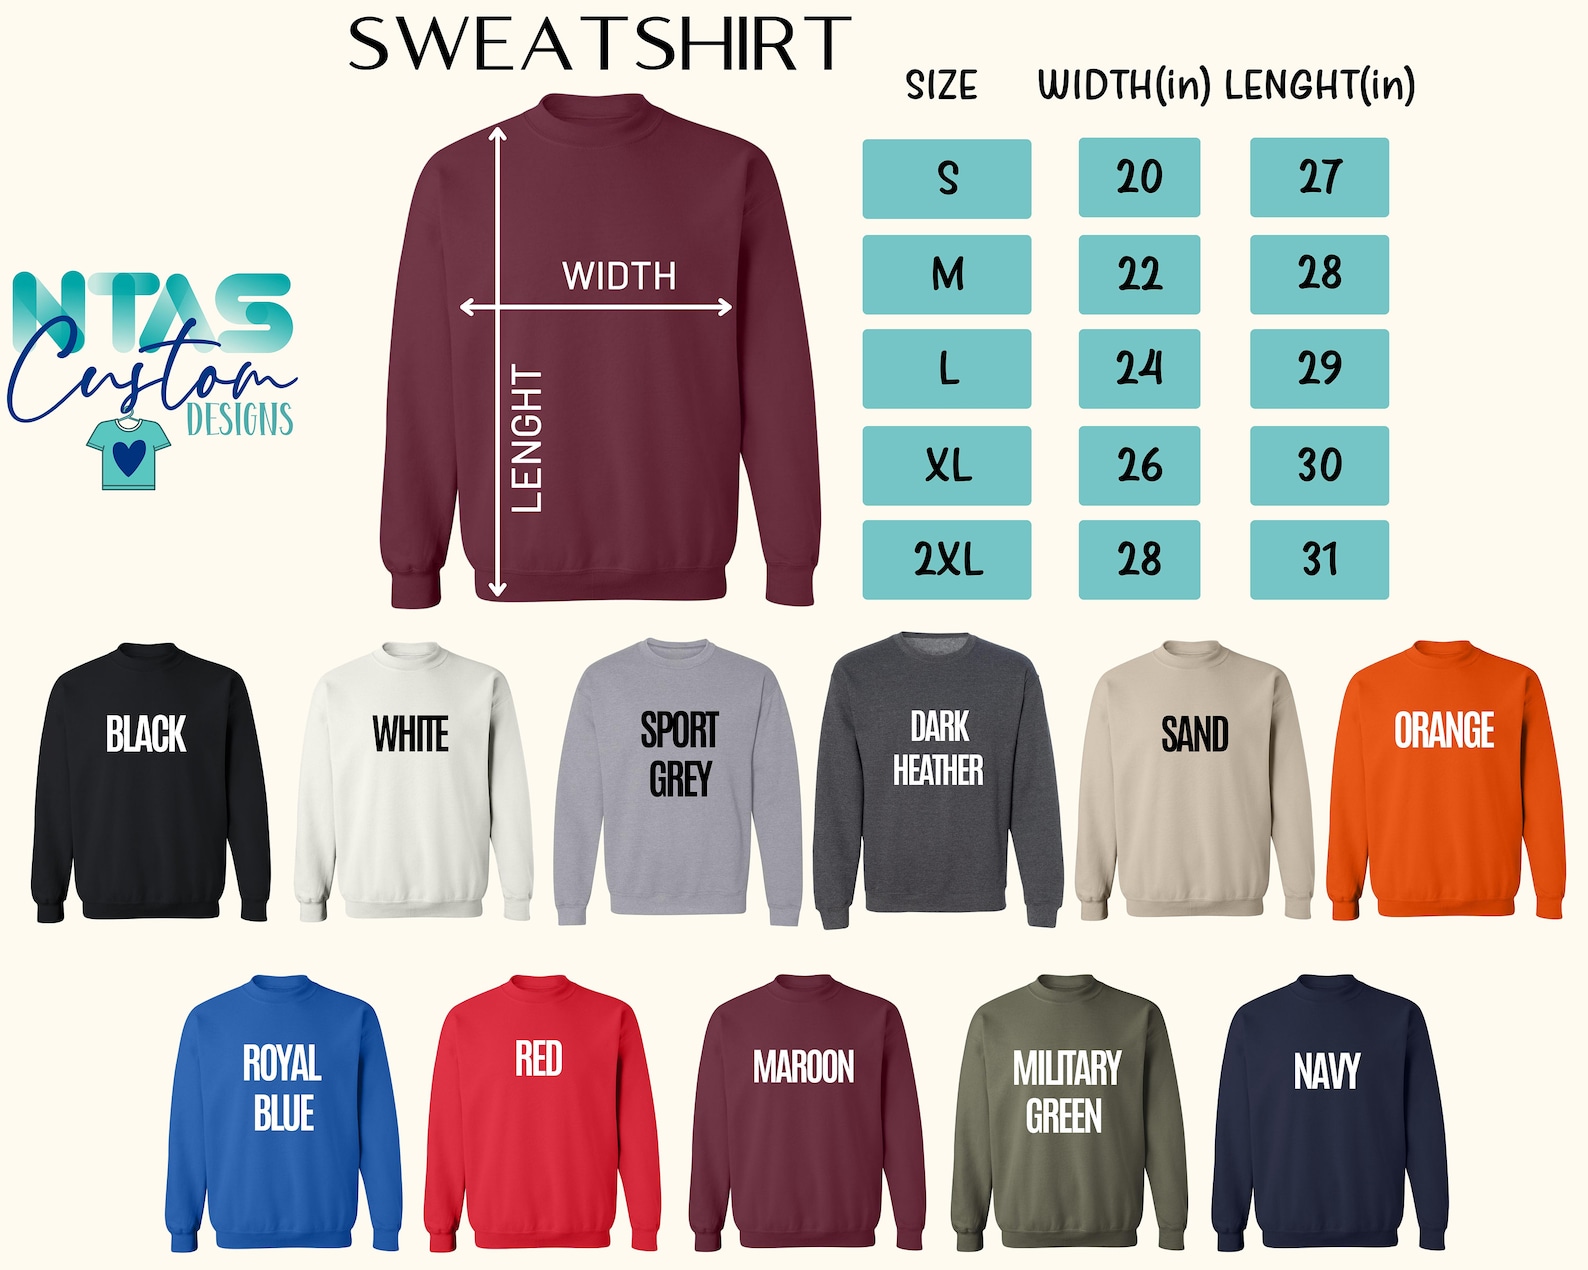 SWEATSHIRT
SIZE WIDTH(in) LENGHT(in)
S 20 27
M 22 28
L 24 29
XL 26 30
2XL 28 31
WIDTH
LENGHT
NTAS
Custom
DESIGNS
BLACK
WHITE
SPORT
GREY
DARK
HEATHER
SAND
ORANGE
ROYAL
BLUE
RED
MAROON
MILITARY
GREEN
NAVY